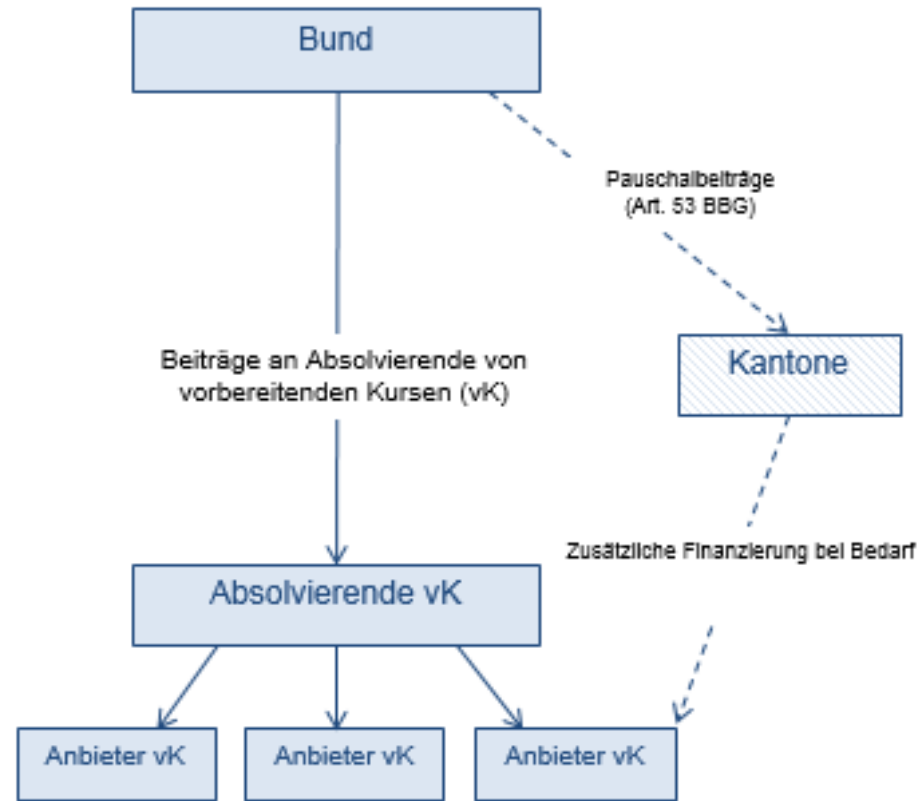 Bund
Pauschalbeiträge
(Art. 53 BBG)
Kantone
Beiträge an Absolvierende von
vorbereitenden Kursen (vK)
Zusätzliche Finanzierung bei Bedarf
Absolvierende vK
Anbieter vK
Anbieter vK
Anbieter vK